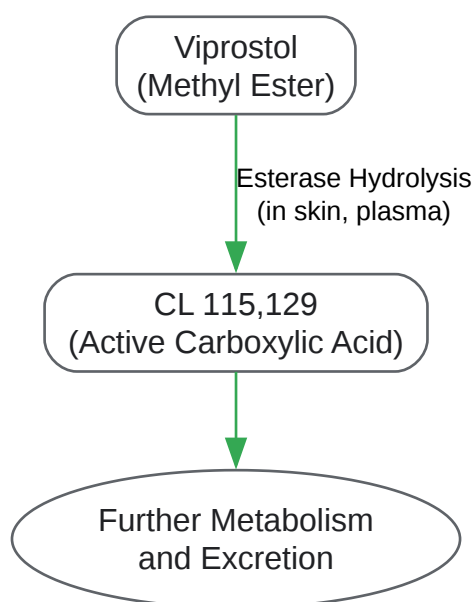 Viprostol
(Methyl Ester)
Esterase Hydrolysis
(in skin, plasma)
CL 115,129
(Active Carboxylic Acid)
Further Metabolism
and Excretion